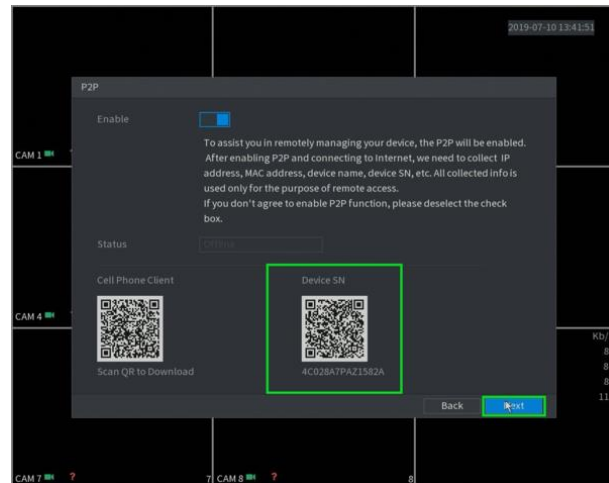 2019-07-10 13:41:51
P2P
Enable
To assist you in remotely managing your device, the P2P will be enabled.
After enabling P2P and connecting to Internet, we need to collect IP
address, MAC address, device name, device SN, etc. All collected info is
used only for the purpose of remote access.
If you don't agree to enable P2P function, please deselect the check
box.
CAM 1
Status
Offline
Cell Phone Client
Device SN
CAM 4
Scan QR to Download
4C028A7PAZ1582A
Kb/
8
8
8
11
Back
Next
CAM 7 ?
7
CAM 8 ?
8